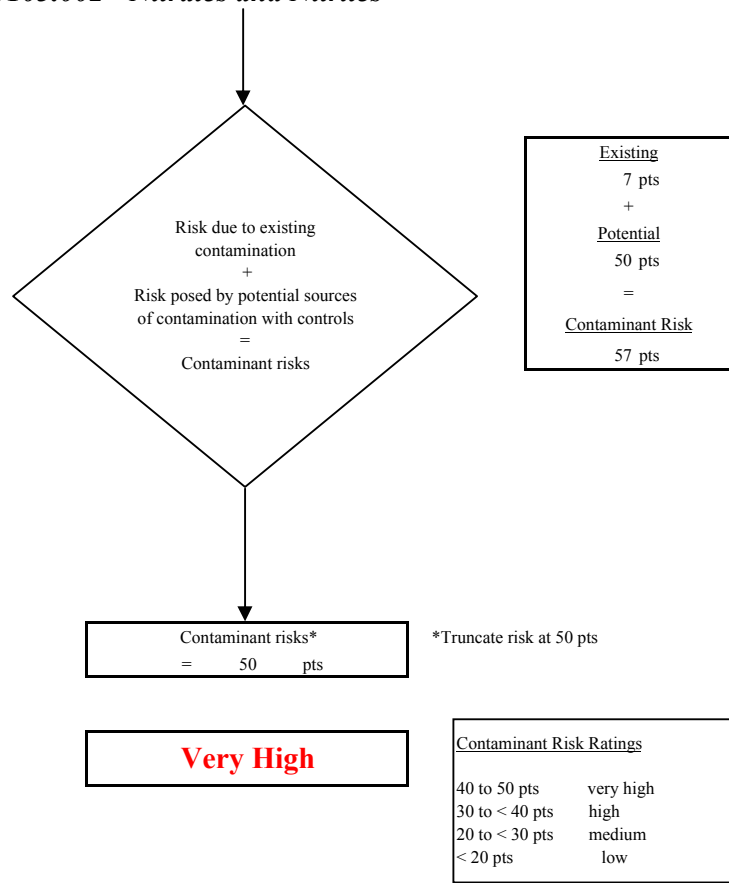 Nitrates and Nitrites
Risk due to existing
contamination
+
Risk posed by potential sources
of contamination with controls
=
Contaminant risks
Existing
7 pts
+
Potential
50 pts
=
Contaminant Risk
57 pts
Contaminant risks*
= 50 pts
*Truncate risk at 50 pts
Very High
Contaminant Risk Ratings
40 to 50 pts very high
30 to < 40 pts high
20 to < 30 pts medium
< 20 pts low